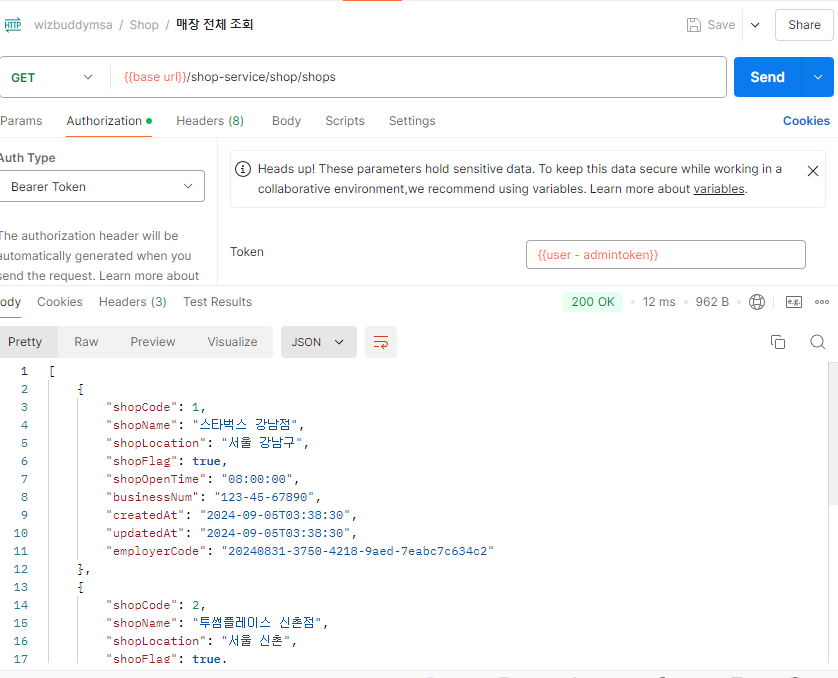 HTTP wizbuddymsa / Shop / 매장 전체 조회 Save Share
GET {{base url}}/shop-service/shop/shops Send
Params Authorization Headers (8) Body Scripts Settings Cookies
Auth Type
Bearer Token
Heads up! These parameters hold sensitive data. To keep this data secure while working in a
collaborative environment,we recommend using variables. Learn more about variables.
The authorization header will be
automatically generated when you
send the request. Learn more about
Token {{user - admintoken}}
ody Cookies Headers (3) Test Results 200 OK 12 ms 962 B e.g.
Pretty Raw Preview Visualize JSON
1 [
2 {
3 "shopCode": 1,
4 "shopName": "스타벅스 강남점",
5 "shopLocation": "서울 강남구",
6 "shopFlag": true,
7 "shopOpenTime": "08:00:00",
8 "businessNum": "123-45-67890",
9 "createdAt": "2024-09-05T03:38:30",
10 "updatedAt": "2024-09-05T03:38:30",
11 "employerCode": "20240831-3750-4218-9aed-7eabc7c634c2"
12 },
13 {
14 "shopCode": 2,
15 "shopName": "투썸플레이스 신촌점",
16 "shopLocation": "서울 신촌",
17 "shopFlag": true,